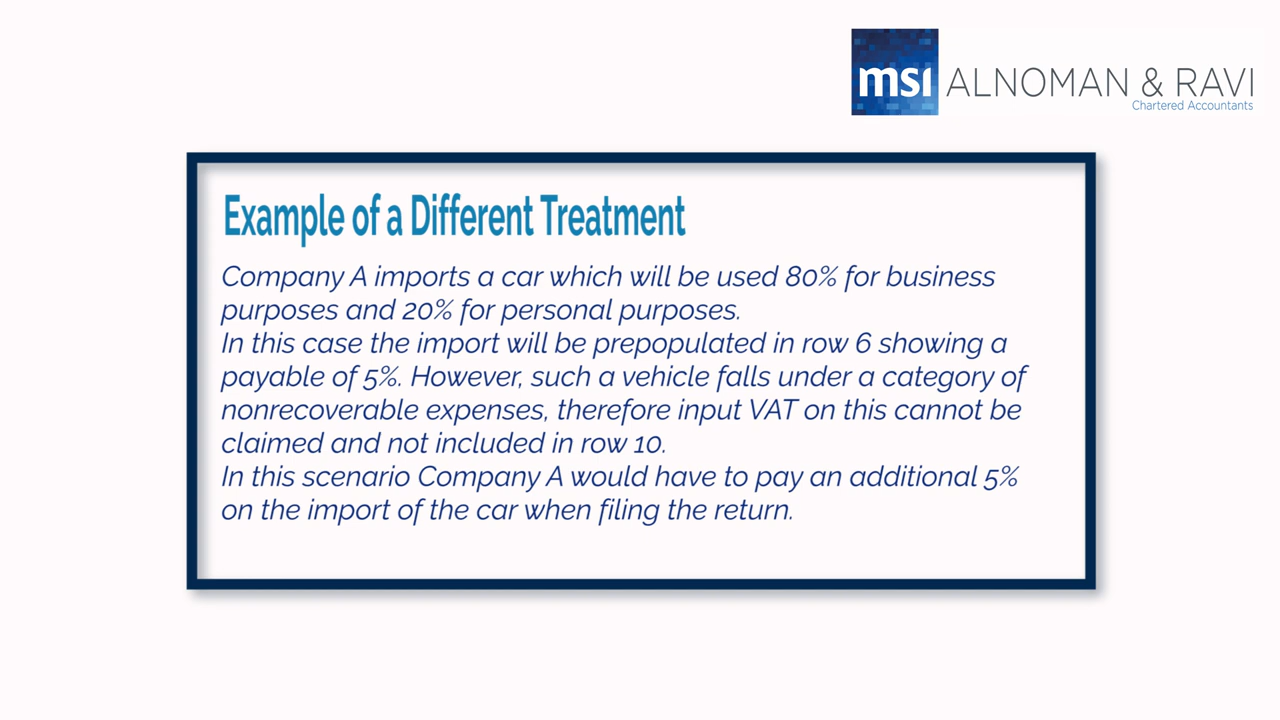 msi ALNOMAN & RAVI
Chartered Accountants
Example of a Different Treatment
Company A imports a car which will be used 80% for business
purposes and 20% for personal purposes.
In this case the import will be prepopulated in row 6 showing a
payable of 5%. However, such a vehicle falls under a category of
nonrecoverable expenses, therefore input VAT on this cannot be
claimed and not included in row 10.
In this scenario Company A would have to pay an additional 5%
on the import of the car when filing the return.